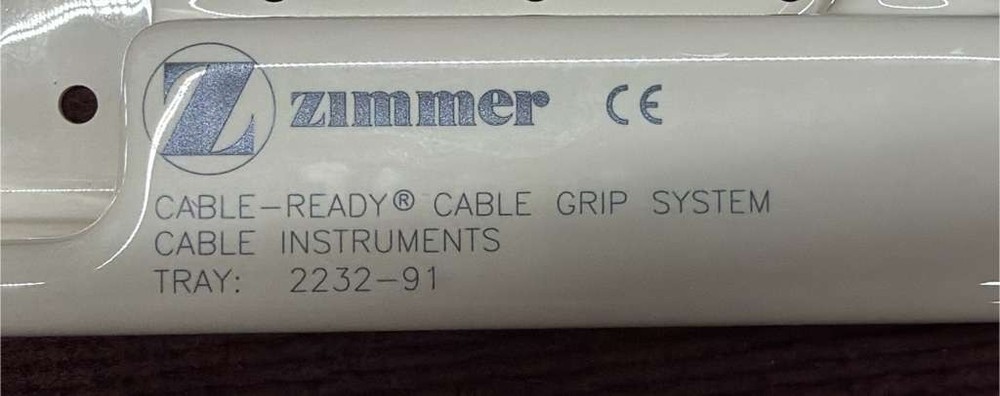 Z zimmer CE
CABLE-READY® CABLE GRIP SYSTEM
CABLE INSTRUMENTS
TRAY: 2232-91